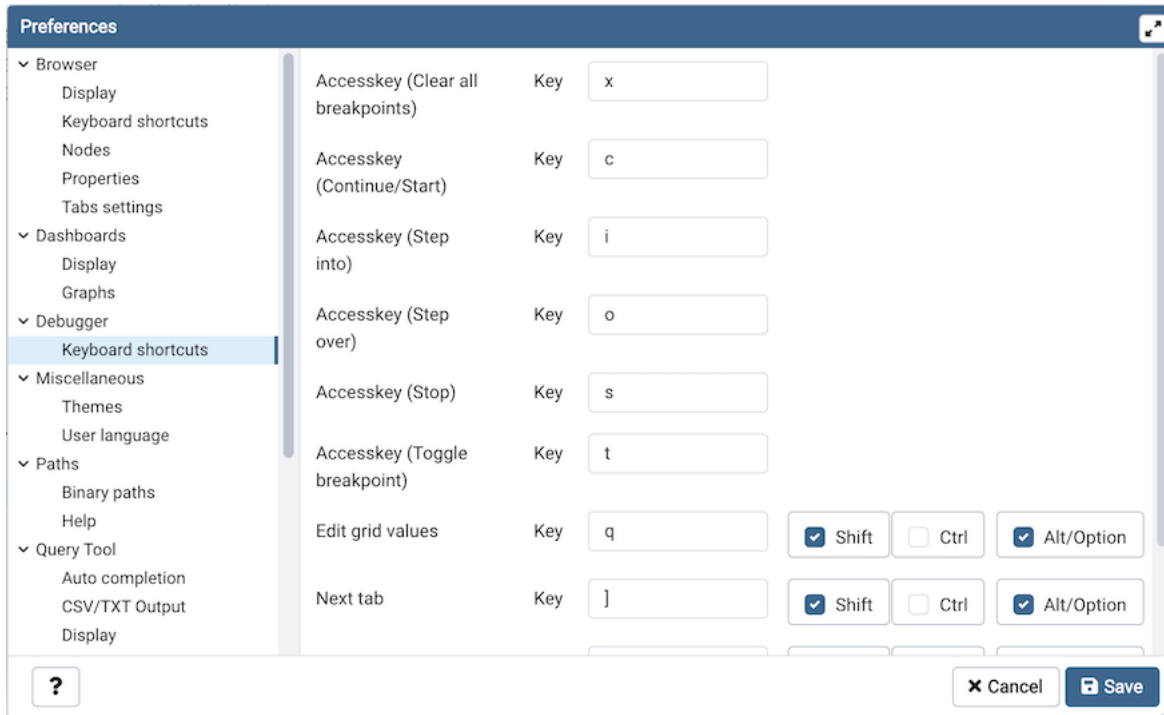 Preferences
Browser
Display
Keyboard shortcuts
Nodes
Properties
Tabs settings
Dashboards
Display
Graphs
Debugger
Keyboard shortcuts
Miscellaneous
Themes
User language
Paths
Binary paths
Help
Query Tool
Auto completion
CSV/TXT Output
Display
Accesskey (Clear all Key x
breakpoints)
Accesskey Key c
(Continue/Start)
Accesskey (Step Key i
into)
Accesskey (Step Key o
over)
Accesskey (Stop) Key s
Accesskey (Toggle Key t
breakpoint)
Edit grid values Key q Shift Ctrl Alt/Option
Next tab Key ] Shift Ctrl Alt/Option
? Cancel Save